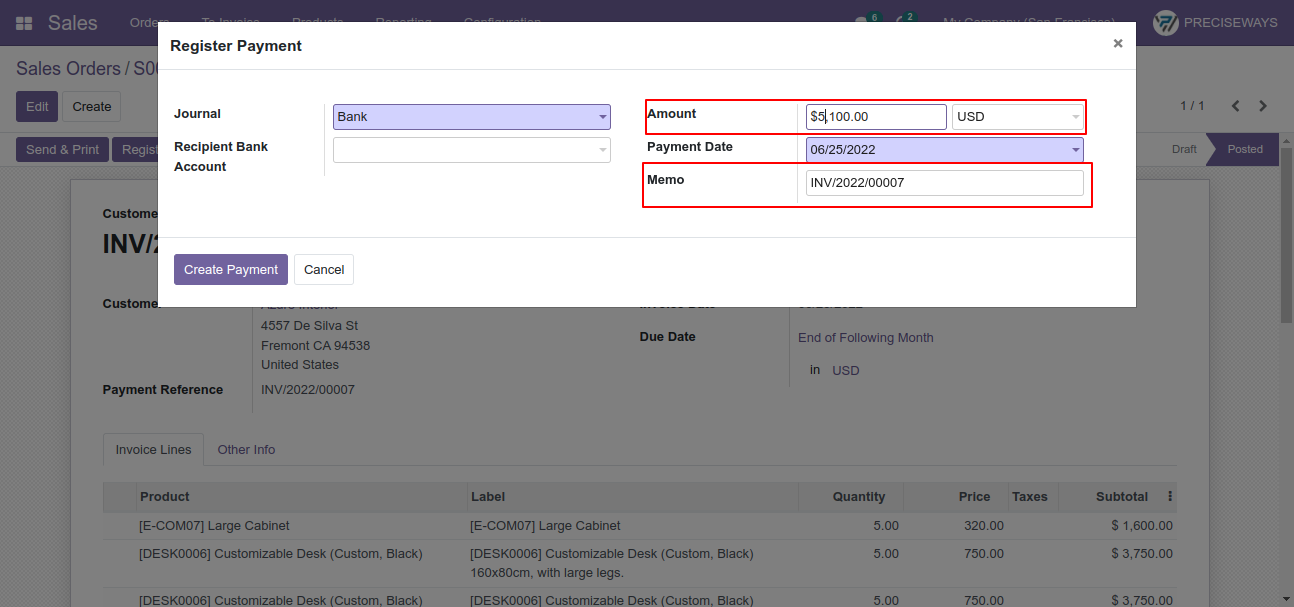 Sales
Orders To Invoice Products Reporting Configuration
6 2
My Company (San Francisco)
PRECISEWAYS
Sales Orders /
Edit Create
1 / 1
Send & Print
Draft Posted
Register Payment ×
Journal Bank
Recipient Bank
Account
Amount $5,100.00 USD
Payment Date 06/25/2022
Memo INV/2022/00007
Create Payment Cancel
4557 De Silva St
Fremont CA 94538
United States
Payment Reference INV/2022/00007
Due Date End of Following Month
in USD
Invoice Lines Other Info
Product Label Quantity Price Taxes Subtotal
[E-COM07] Large Cabinet [E-COM07] Large Cabinet 5.00 320.00 $ 1,600.00
[DESK0006] Customizable Desk (Custom, Black) [DESK0006] Customizable Desk (Custom, Black) 5.00 750.00 $ 3,750.00
160x80cm, with large legs.
[DESK0006] Customizable Desk (Custom, Black) [DESK0006] Customizable Desk (Custom, Black) 5.00 750.00 $ 3,750.00